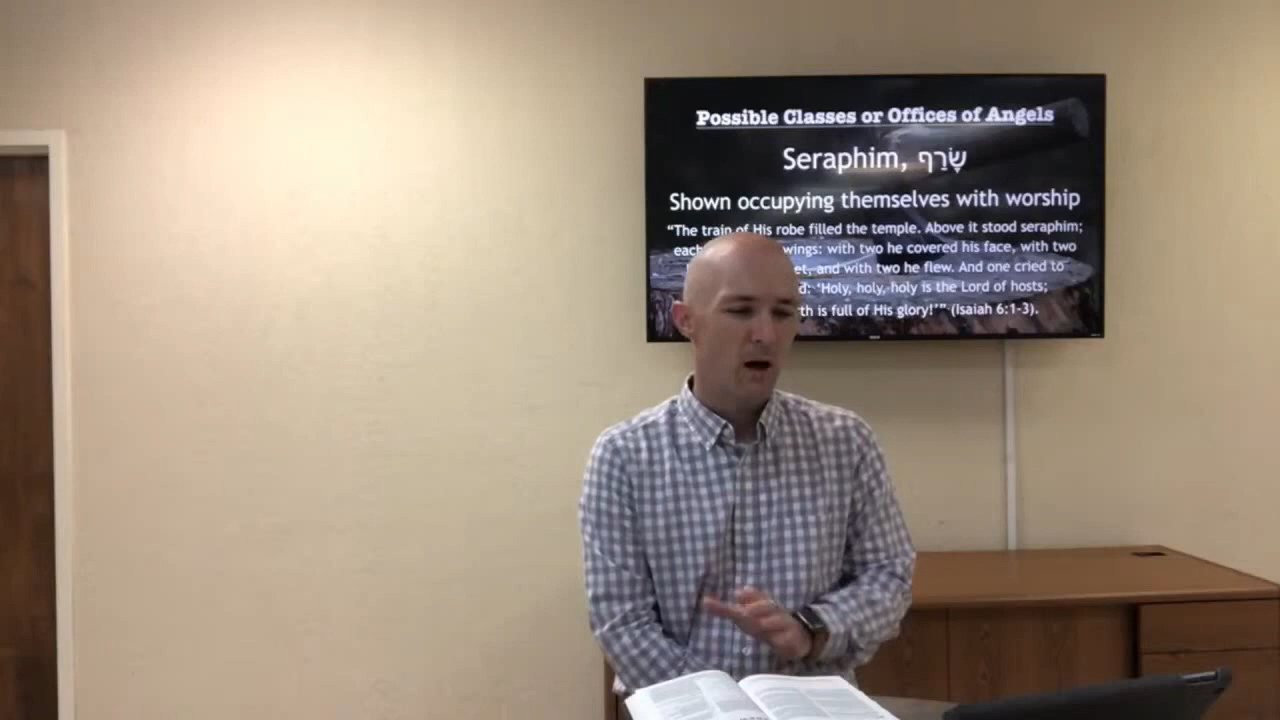 Possible Classes or Offices of Angels
Seraphim, שָׂרַף
Shown occupying themselves with worship
“The train of His robe filled the temple. Above it stood seraphim;
each wings: with two he covered his face, with two
and with two he flew. And one cried to
‘Holy, holy, holy is the Lord of hosts;
is full of His glory!’” (Isaiah 6:1-3).